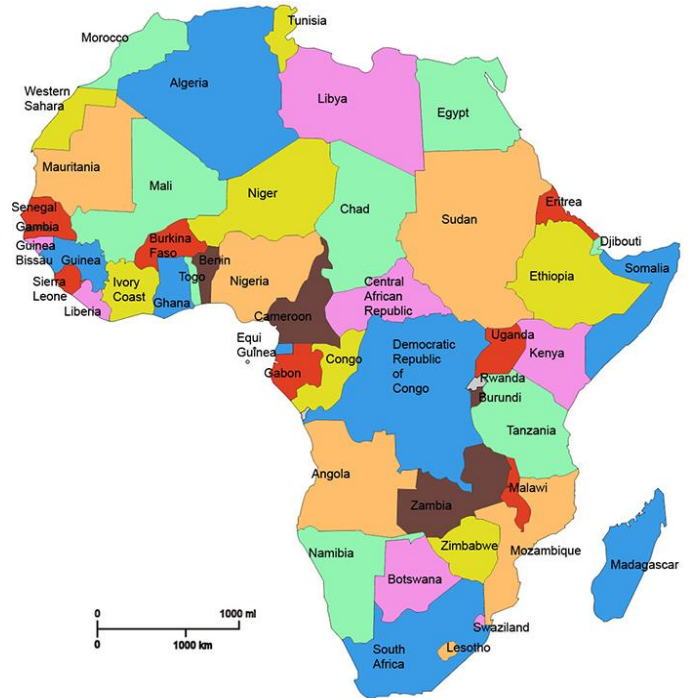 Tunisia
Morocco
Algeria
Western
Sahara
Libya
Egypt
Mauritania
Mali
Niger
Chad
Sudan
Eritrea
Senegal
Gambia
Guinea
Bissau
Guinea
Burkina
Faso
Benin
Togo
Nigeria
Djibouti
Somalia
Ethiopia
Sierra
Leone
Liberia
Ivory
Coast
Ghana
Cameroon
Central
African
Republic
Equi
Guinea
Gabon
Congo
Democratic
Republic
of
Congo
Uganda
Kenya
Rwanda
Burundi
Tanzania
Angola
Zambia
Malawi
Mozambique
Zimbabwe
Namibia
Botswana
Madagascar
Swaziland
Lesotho
South
Africa
0 1000 mi
0 1000 km